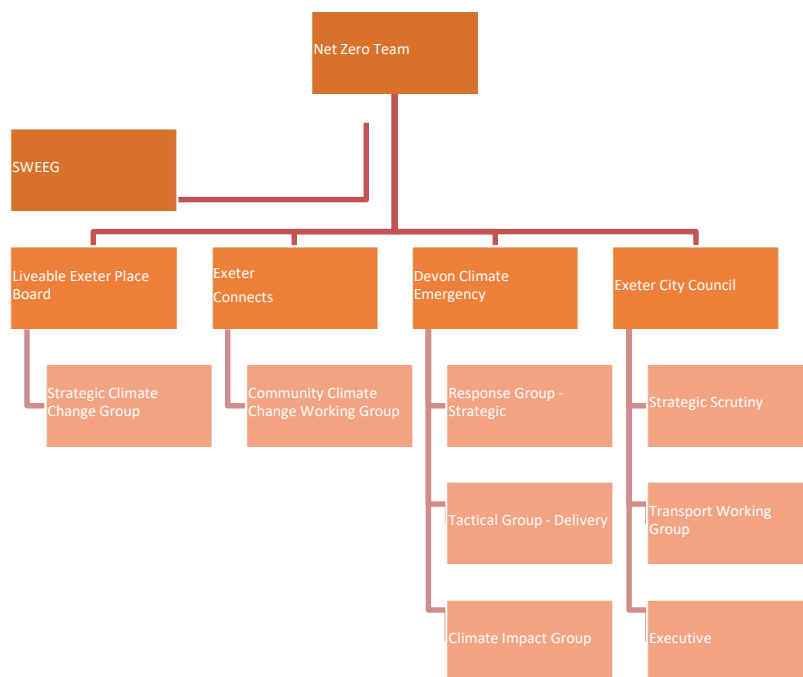 Net Zero Team
SWEEG
Liveable Exeter Place
Board
Exeter
Connects
Devon Climate
Emergency
Exeter City Council
Strategic Climate
Change Group
Community Climate
Change Working Group
Response Group -
Strategic
Strategic Scrutiny
Tactical Group - Delivery
Transport Working
Group
Climate Impact Group
Executive